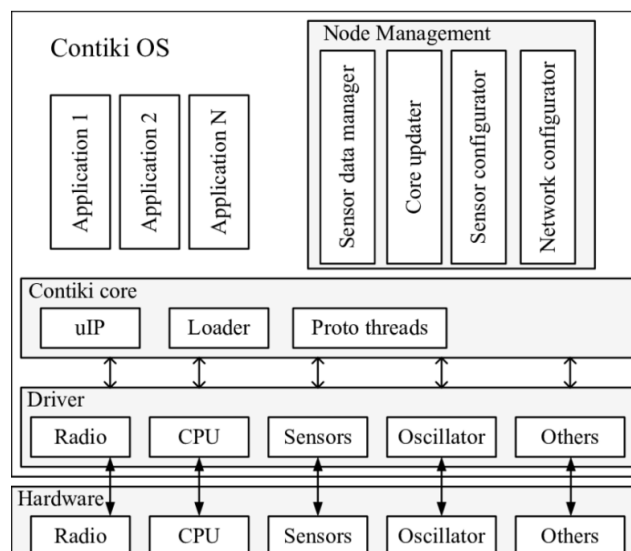 Contiki OS
Node Management
Application 1
Application 2
Application N
Sensor data manager
Core updater
Sensor configurator
Network configurator
Contiki core
uIP
Loader
Proto threads
Driver
Radio
CPU
Sensors
Oscillator
Others
Hardware
Radio
CPU
Sensors
Oscillator
Others